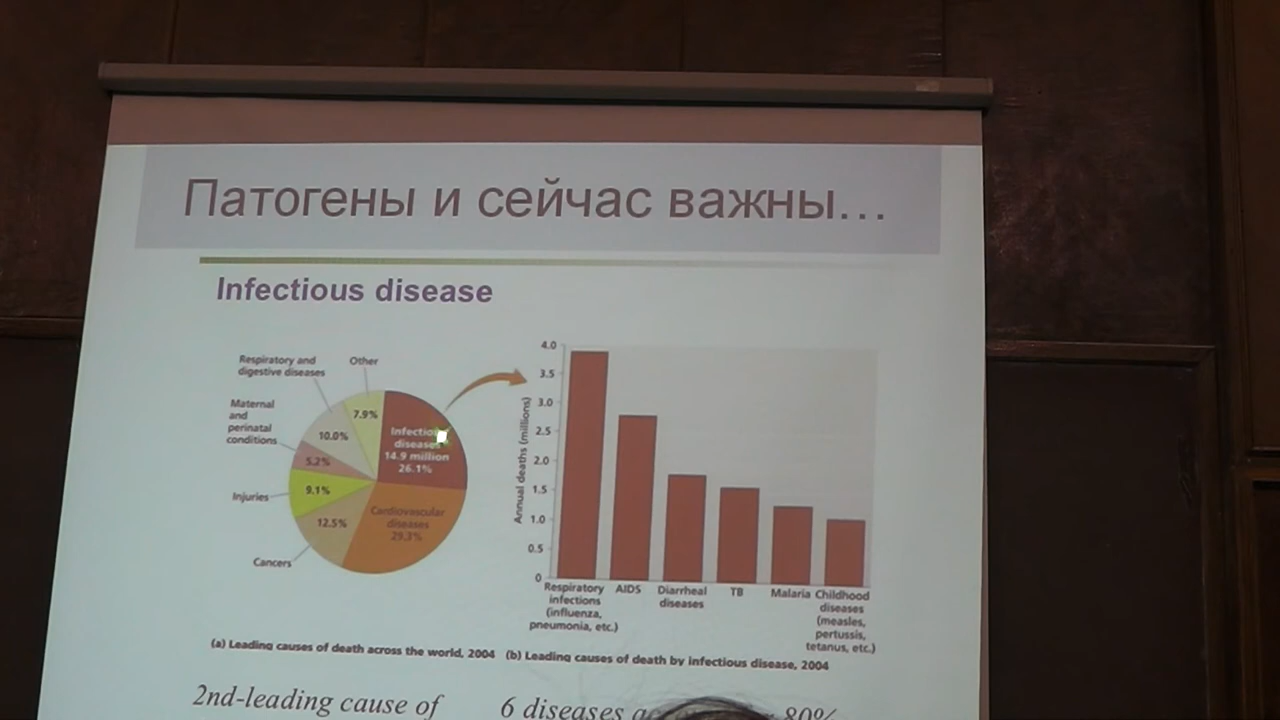 Патогены и сейчас важны...
Infectious disease
Respiratory and
digestive diseases
Other
Maternal
and
perinatal
conditions
Injuries
Cancers
7.9%
10.0%
5.2%
9.1%
12.5%
Infectious
diseases
14.9 million
26.1%
Cardiovascular
diseases
29.3%
(a) Leading causes of death across the world, 2004
Annual deaths (millions)
4.0
3.5
3.0
2.5
2.0
1.5
1.0
0.5
0
Respiratory
infections
(influenza,
pneumonia, etc.)
AIDS
Diarrheal
diseases
TB
Malaria
Childhood
diseases
(measles,
pertussis,
tetanus, etc.)
(b) Leading causes of death by infectious disease, 2004
2nd-leading cause of
6 diseases 80%